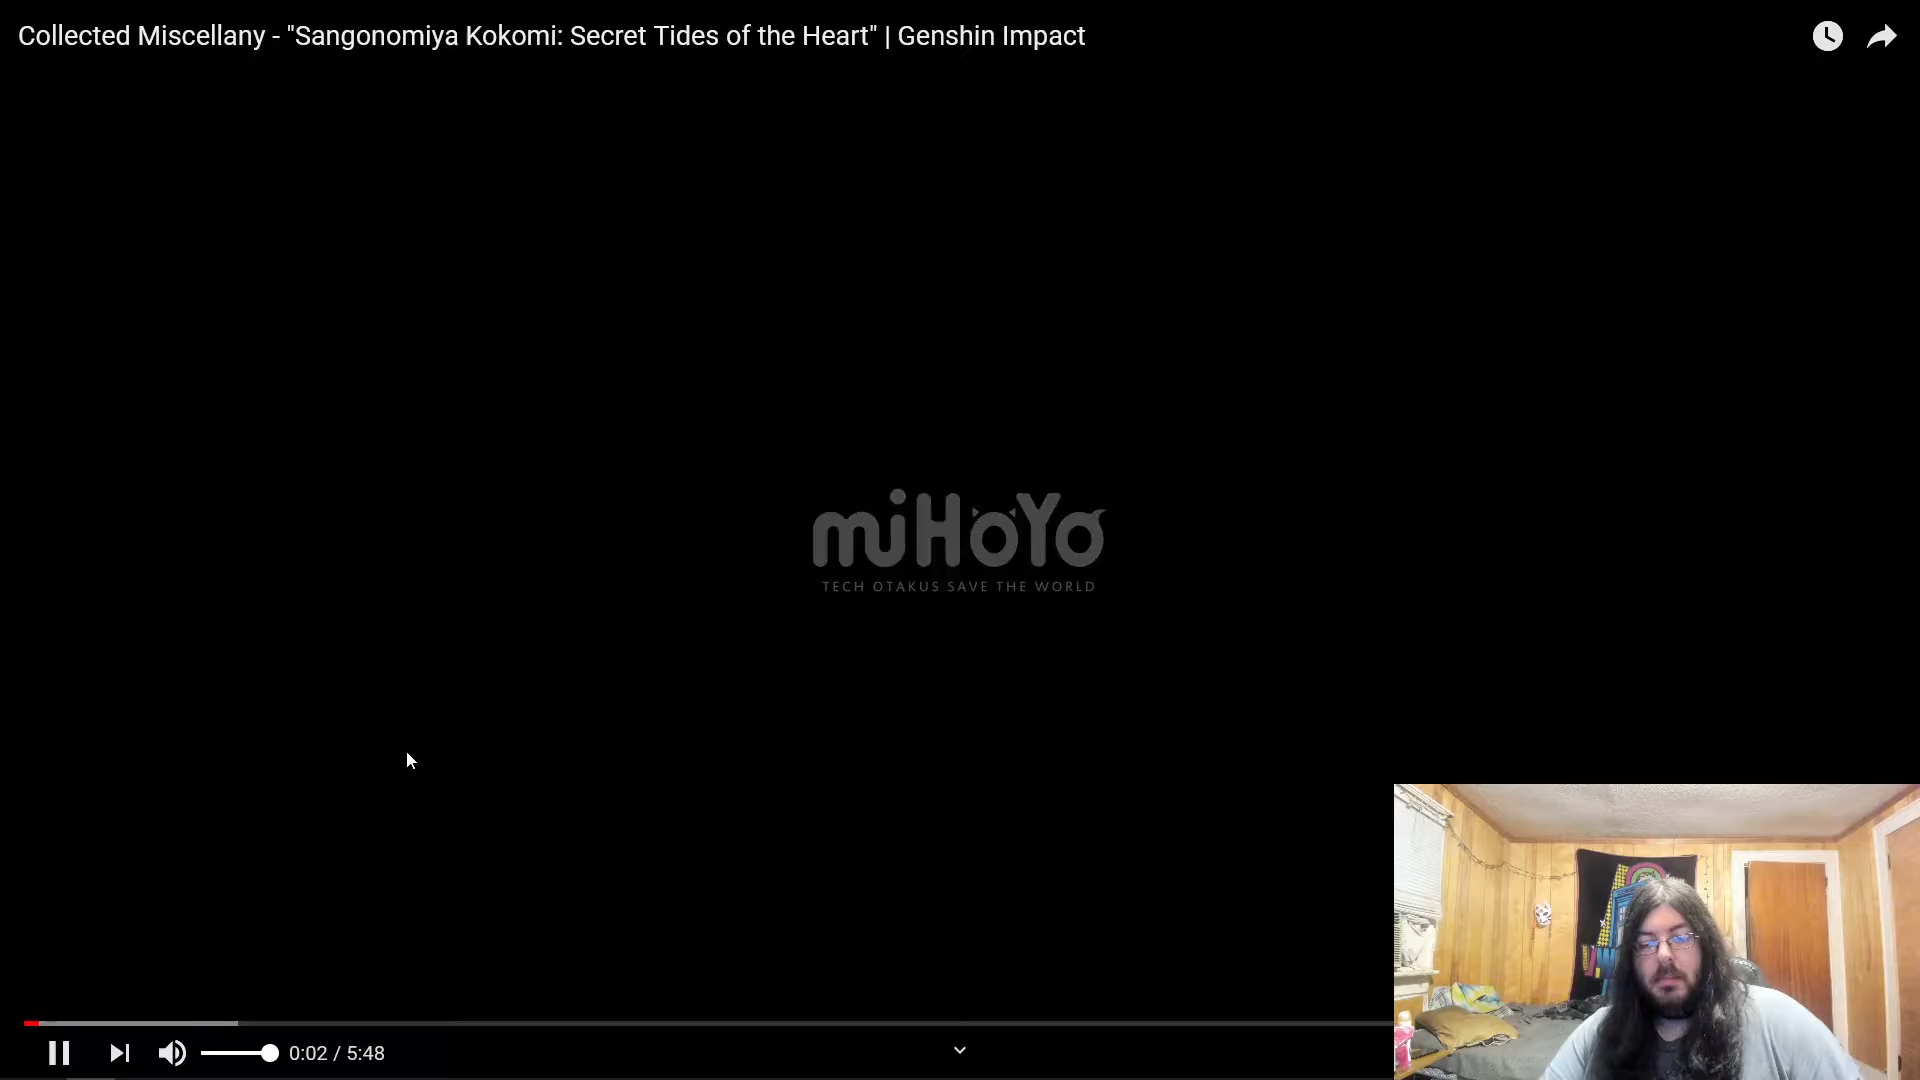 Collected Miscellany - "Sangonomiya Kokomi: Secret Tides of the Heart" | Genshin Impact
miHoYo
TECH OTAKUS SAVE THE WORLD
0:02 / 5:48